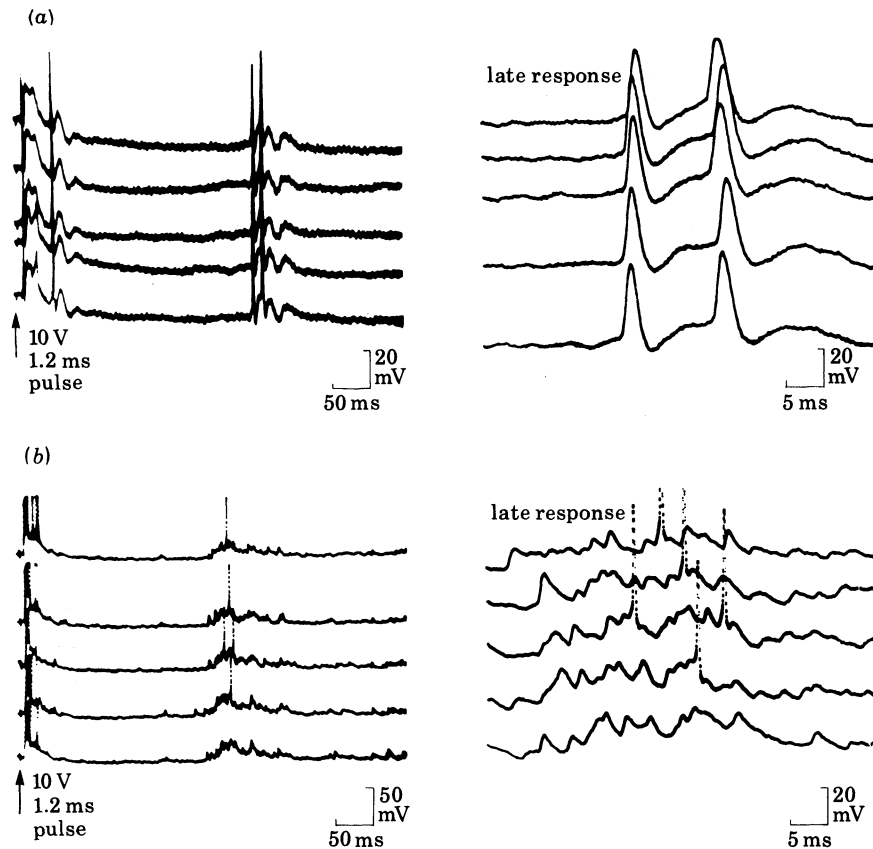 (a)
late response
10 V
1.2 ms
pulse
20
mV
50 ms
20
mV
5 ms
(b)
late response
10 V
1.2 ms
pulse
50
mV
50 ms
20
mV
5 ms